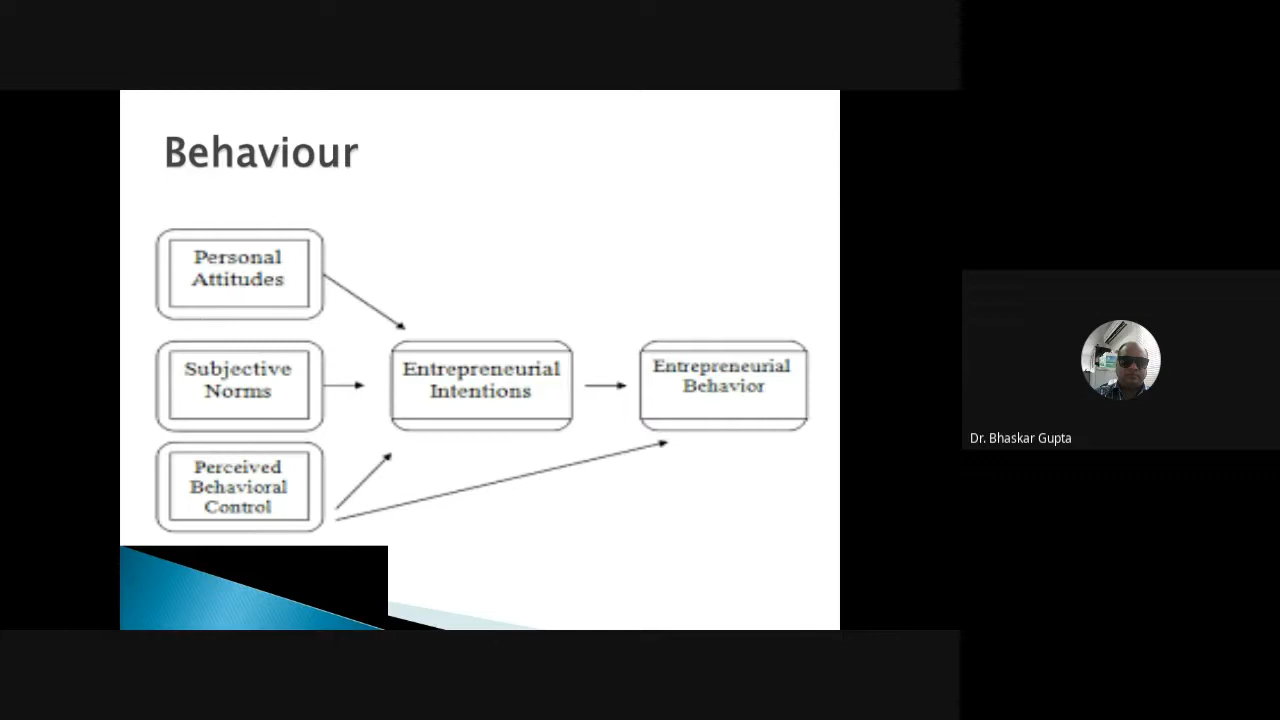 Behaviour
Personal
Attitudes
Subjective
Norms
Perceived
Behavioral
Control
Entrepreneurial
Intentions
Entrepreneurial
Behavior
Dr. Bhaskar Gupta